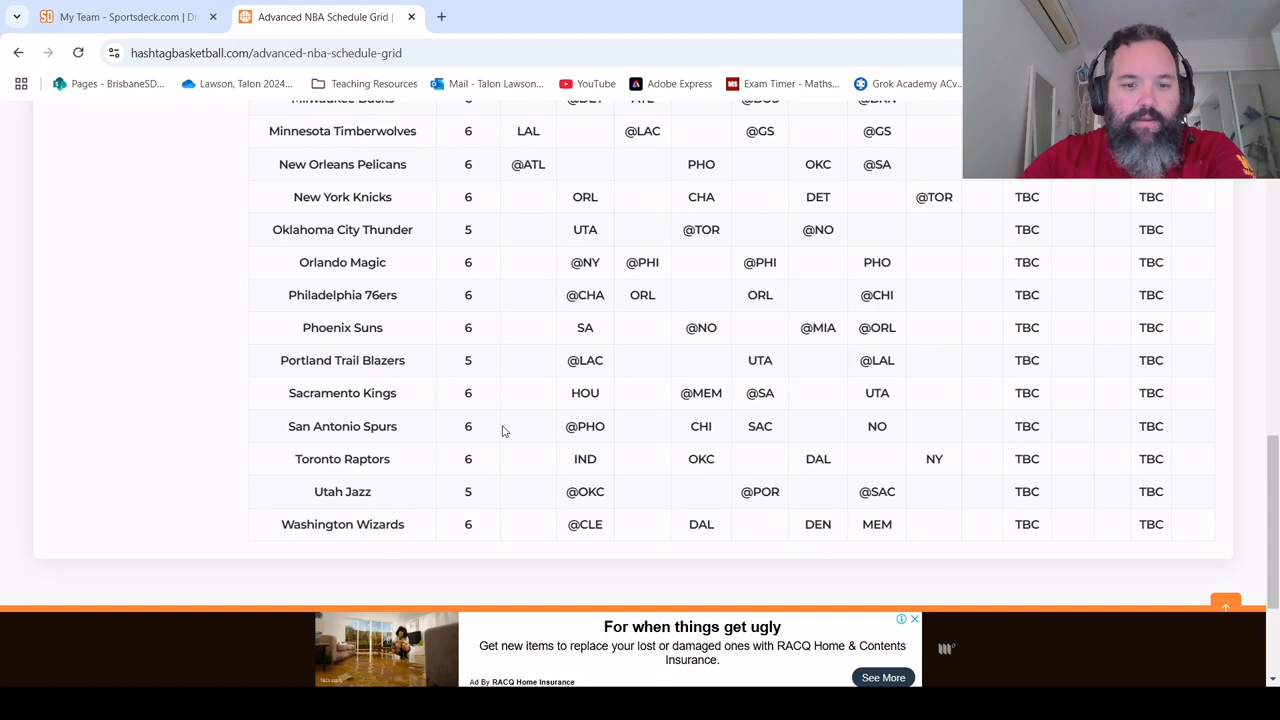 My Team - Sportsdeck.com | Dr
Advanced NBA Schedule Grid |
hashtagbasketball.com/advanced-nba-schedule-grid
Pages - BrisbaneSD... Lawson, Talon 2024... Teaching Resources Mail - Talon Lawson... YouTube Adobe Express Exam Timer - Maths... Grok Academy ACv...
Milwaukee Bucks 6 @DET ATL @BOS @BRK
Minnesota Timberwolves 6 LAL @LAC @GS @GS
New Orleans Pelicans 6 @ATL PHO OKC @SA
New York Knicks 6 ORL CHA DET @TOR TBC TBC
Oklahoma City Thunder 5 UTA @TOR @NO TBC TBC
Orlando Magic 6 @NY @PHI @PHI PHO TBC TBC
Philadelphia 76ers 6 @CHA ORL ORL @CHI TBC TBC
Phoenix Suns 6 SA @NO @MIA @ORL TBC TBC
Portland Trail Blazers 5 @LAC UTA @LAL TBC TBC
Sacramento Kings 6 HOU @MEM @SA UTA TBC TBC
San Antonio Spurs 6 @PHO CHI SAC NO TBC TBC
Toronto Raptors 6 IND OKC DAL NY TBC TBC
Utah Jazz 5 @OKC @POR @SAC TBC TBC
Washington Wizards 6 @CLE DAL DEN MEM TBC TBC
For when things get ugly
Get new items to replace your lost or damaged ones with RACQ Home & Contents
Insurance.
Ad By RACQ Home Insurance
See More